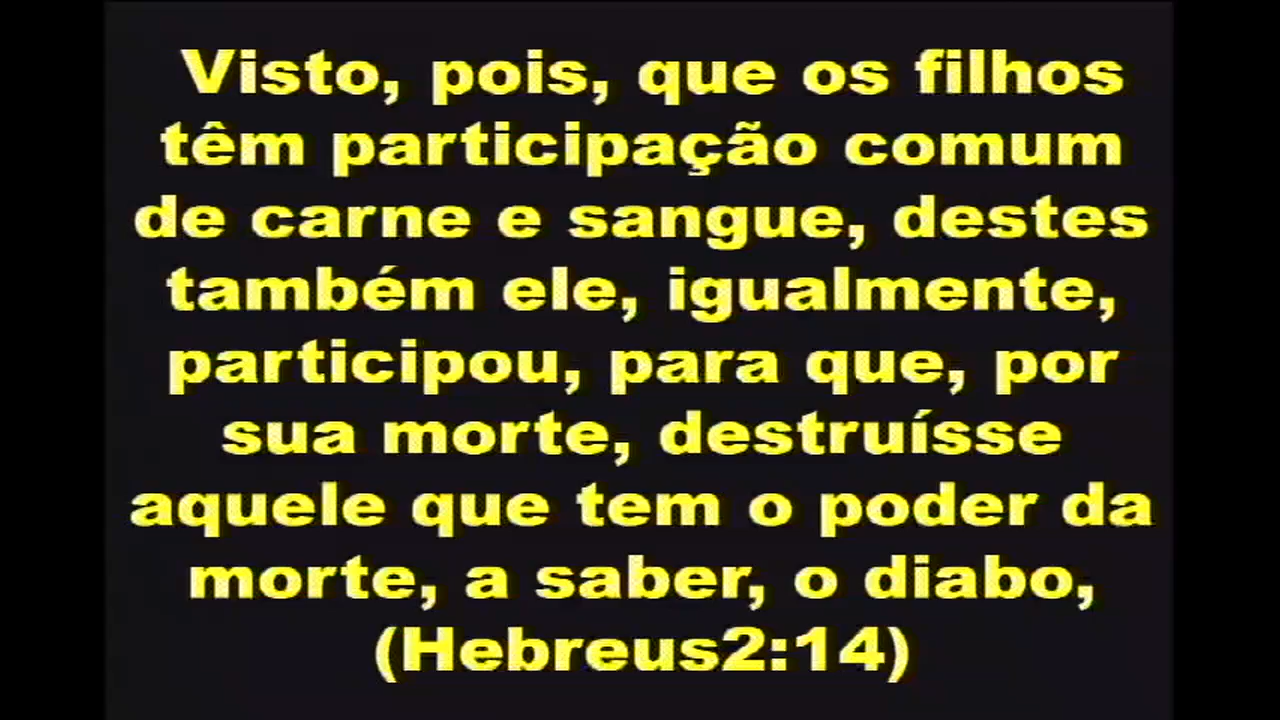 Visto, pois, que os filhos
têm participação comum
de carne e sangue, destes
também ele, igualmente,
participou, para que, por
sua morte, destruísse
aquele que tem o poder da
morte, a saber, o diabo,
(Hebreus2:14)